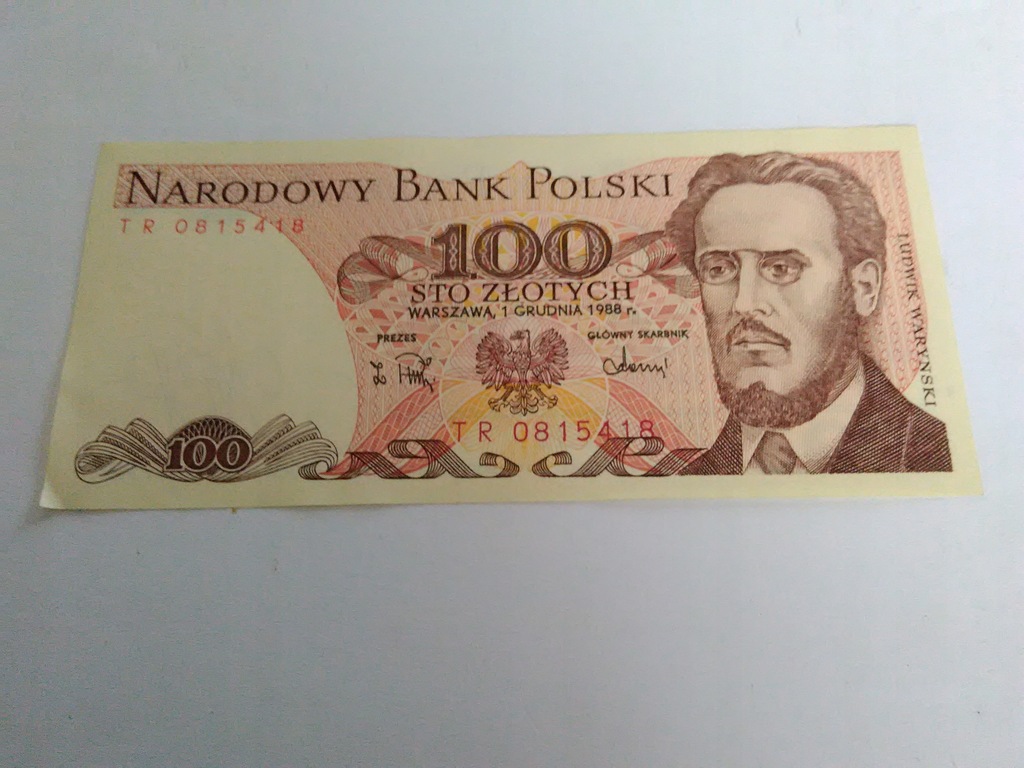 NARODOWY BANK POLSKI
TR 0815418
100
STO ZŁOTYCH
WARSZAWA, 1 GRUDNIA 1988 r.
PREZES
GŁÓWNY SKARBNIK
TR 0815418
100
LUDWIK WARYŃSKI